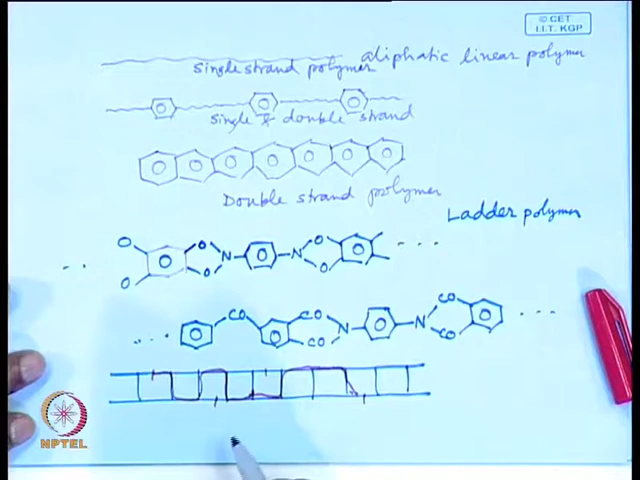 © CET
I.I.T. KGP
aliphatic linear polymer
Single strand polymer
Single & double strand
Double strand polymer
Ladder polymer
O O O
N N
O O O
CO CO CO
N N
CO CO
NPTEL